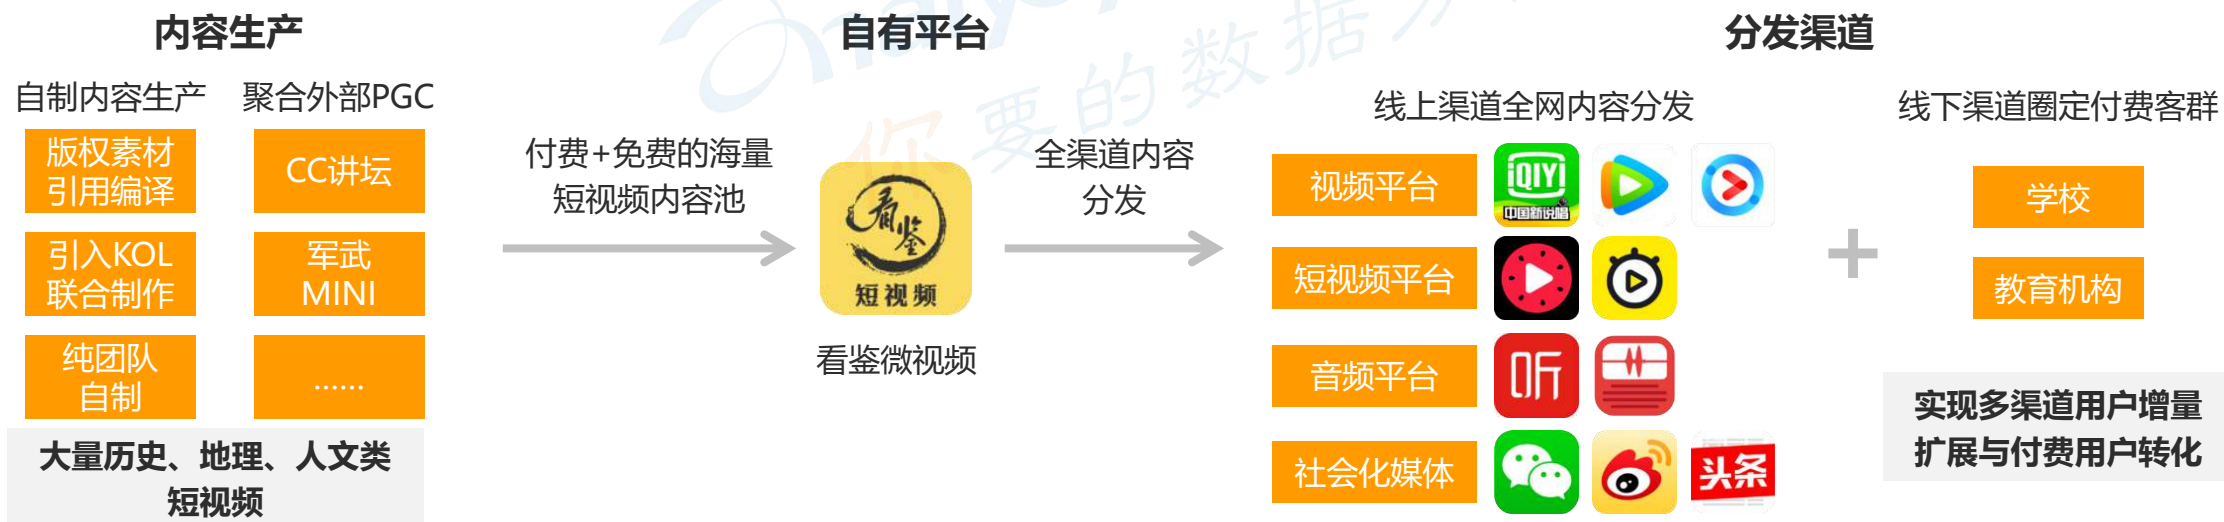 内容生产
自有平台
分发渠道
自制内容生产
聚合外部PGC
版权素材
引用编译
CC讲坛
引入KOL
联合制作
军武
MINI
纯团队
自制
......
大量历史、地理、人文类
短视频
付费+免费的海量
短视频内容池
看鉴
短视频
看鉴微视频
全渠道内容
分发
线上渠道全网内容分发
视频平台
iQIYI
中国新说唱
短视频平台
音频平台
听
社会化媒体
头条
+
线下渠道圈定付费客群
学校
教育机构
实现多渠道用户增量
扩展与付费用户转化
你要的数据分